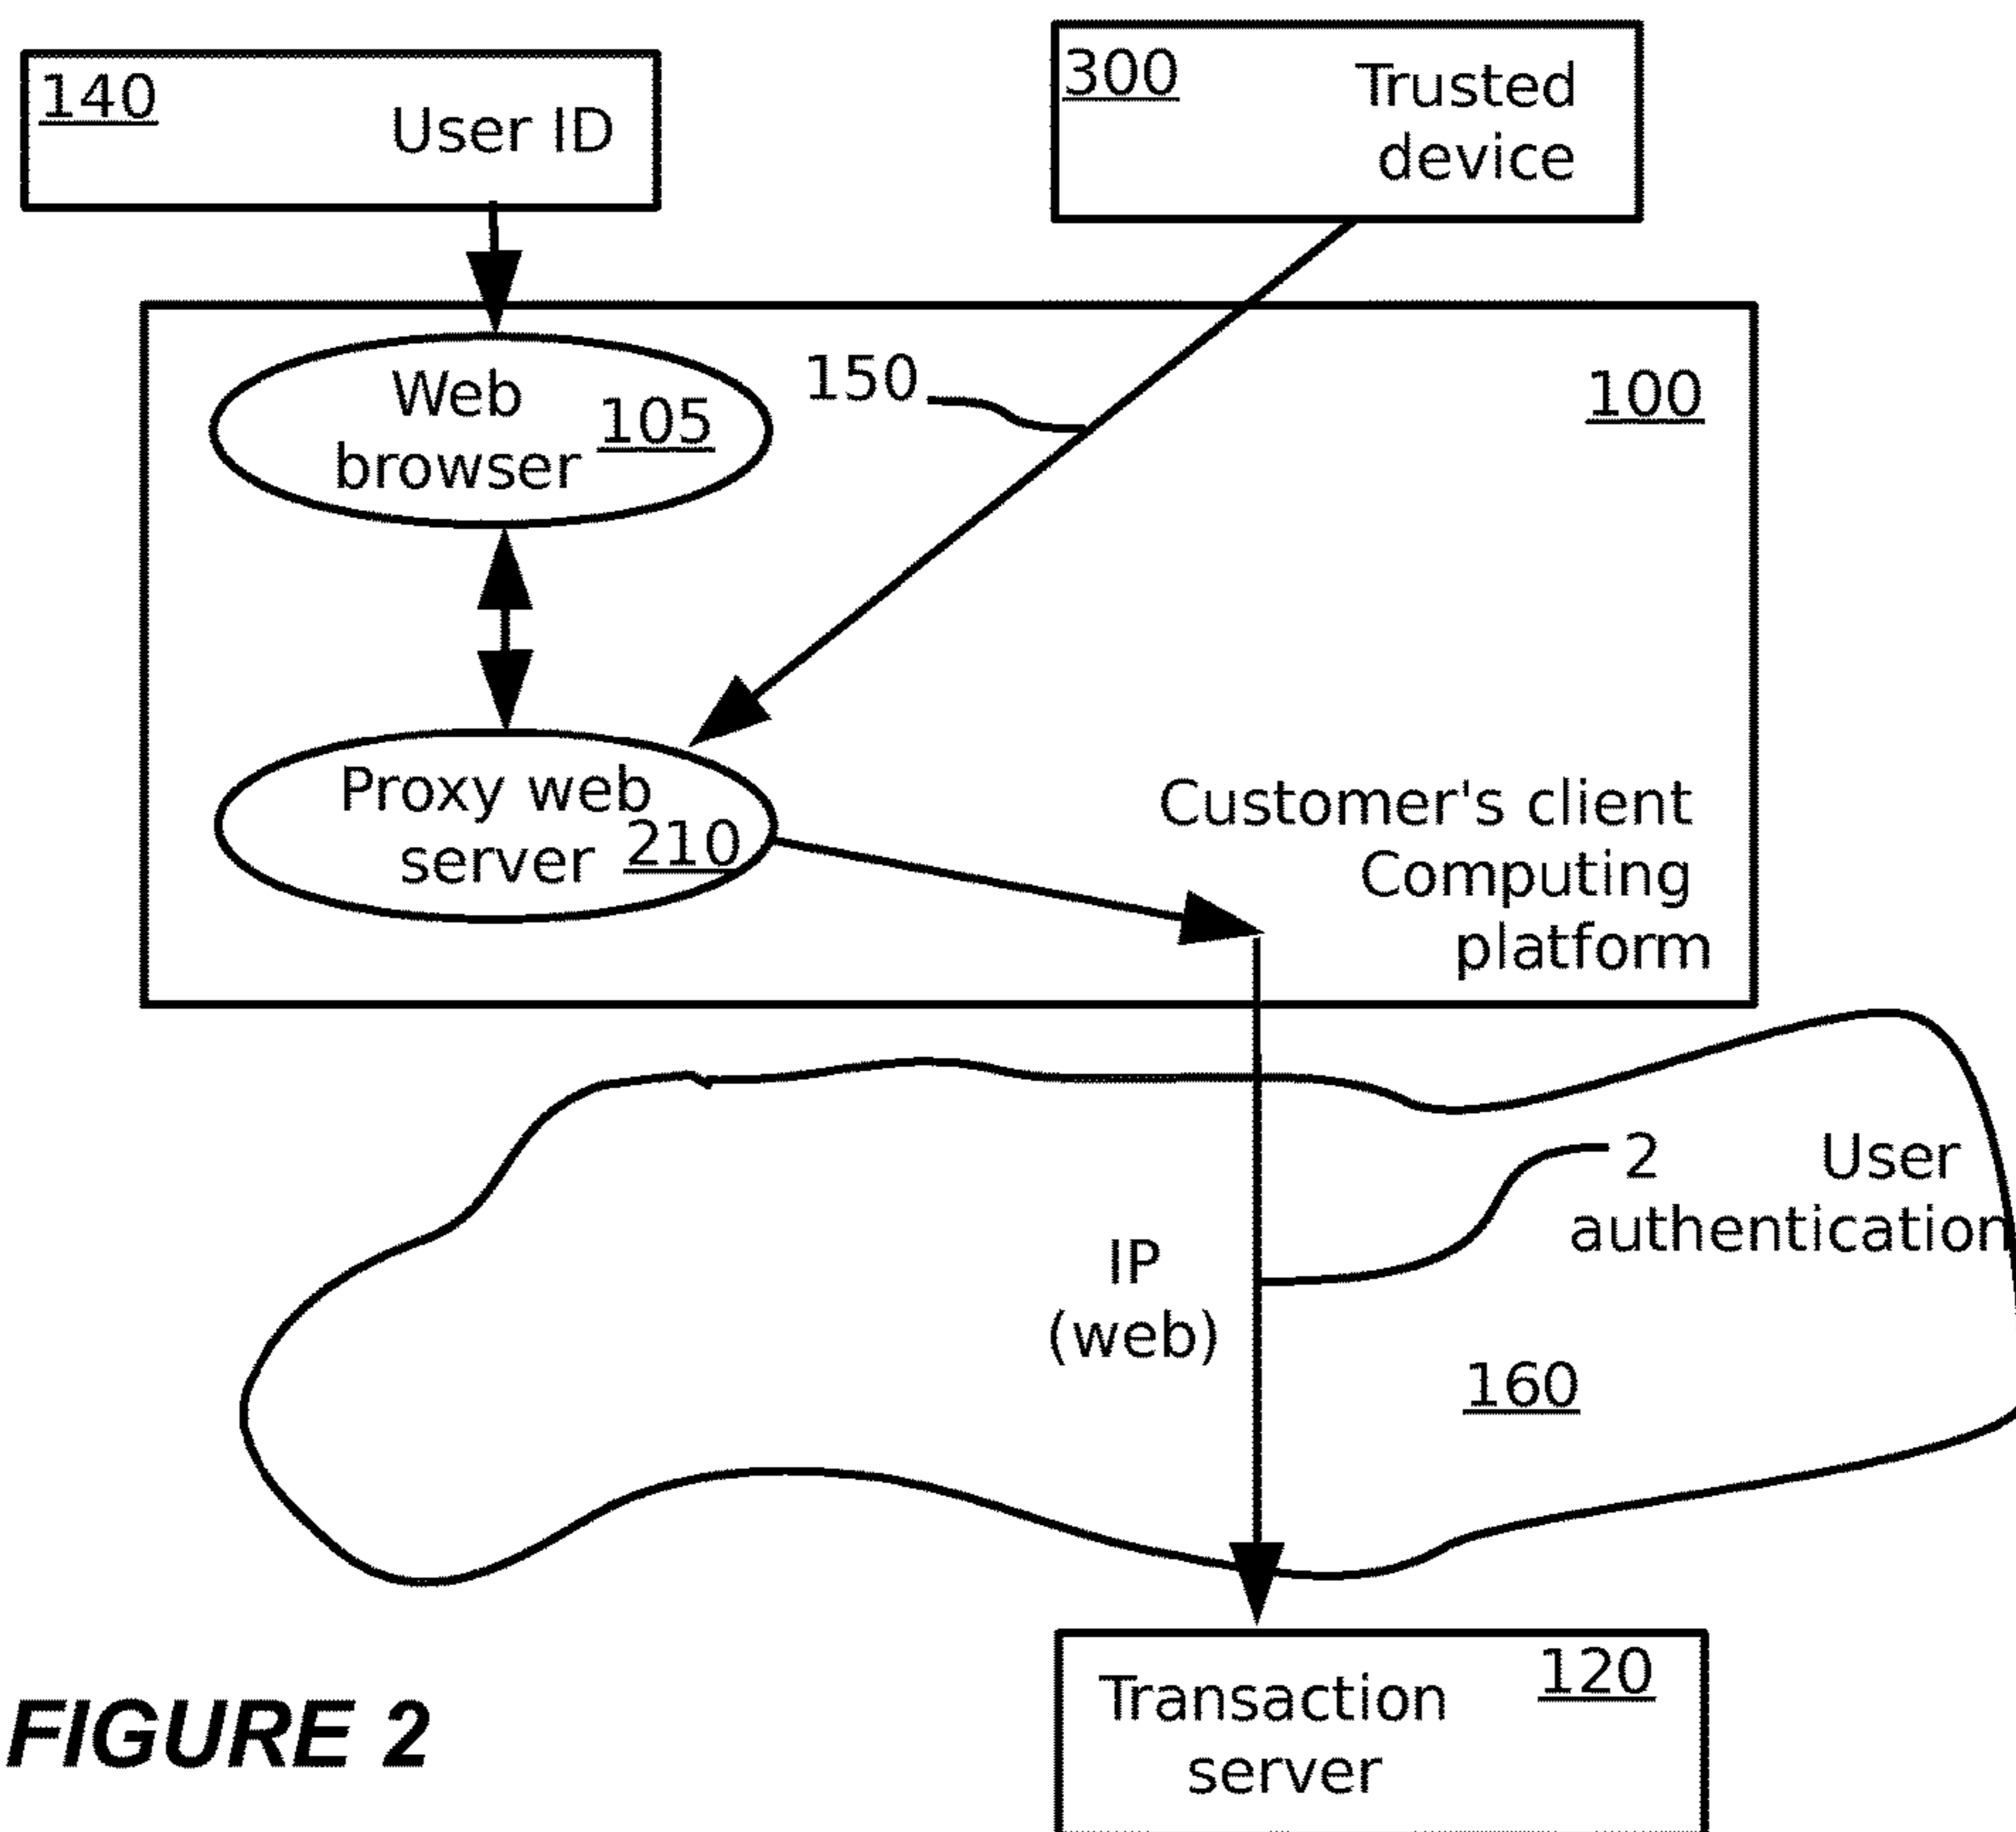 140
User ID
300
Trusted
device
Web
browser
105
150
100
Proxy web
server
210
Customer's client
Computing
platform
2
User
authentication
IP
(web)
160
120
Transaction
server
FIGURE 2